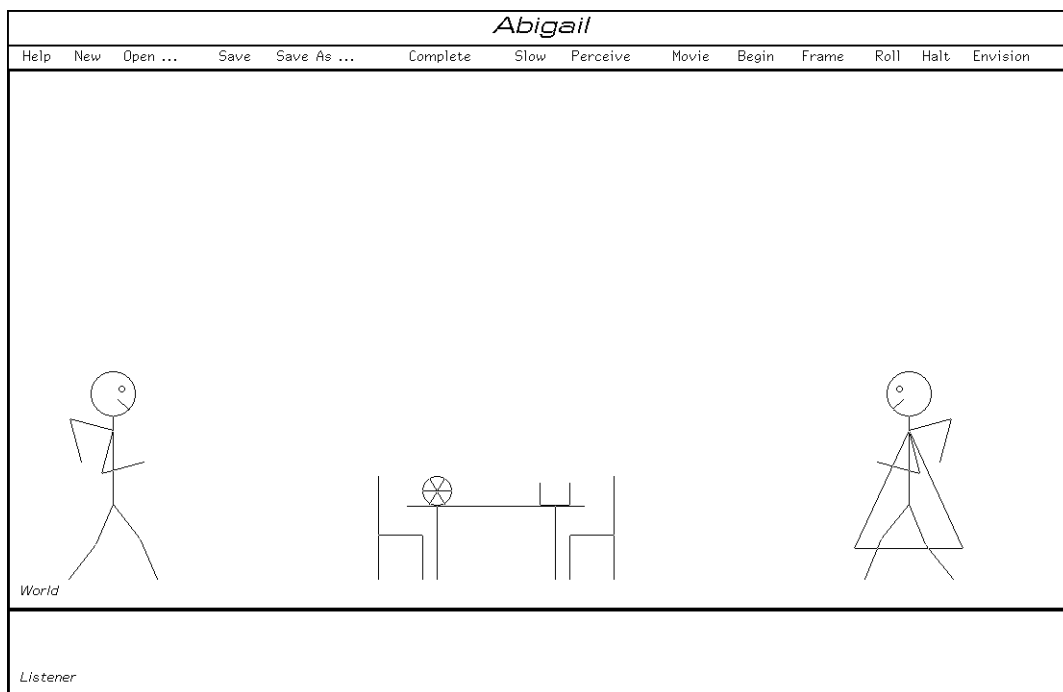 Abigail
Help New Open ... Save Save As ... Complete Slow Perceive Movie Begin Frame Roll Halt Envision
World
Listener